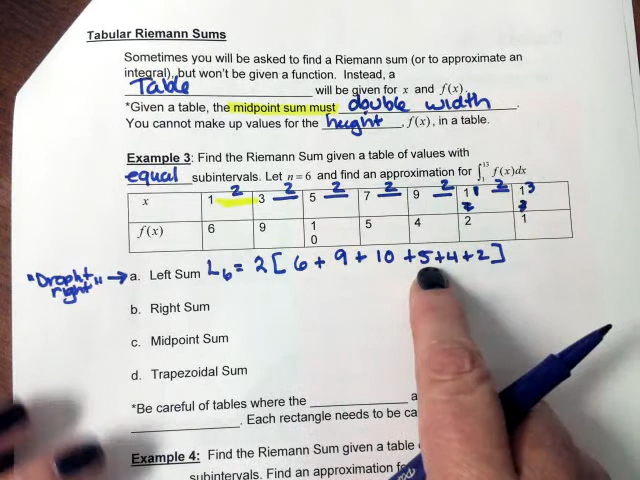 Tabular Riemann Sums
Sometimes you will be asked to find a Riemann sum (or to approximate an
integral), but won't be given a function. Instead, a
Table will be given for x and f(x).
*Given a table, the midpoint sum must double width.
You cannot make up values for the height, f(x), in a table.
Example 3: Find the Riemann Sum given a table of values with
equal subintervals. Let n = 6 and find an approximation for ∫₁¹³ f(x)dx
2 2 2 2 2 2
x 1 3 5 7 9 11 13
f(x) 6 9 10 5 4 2 1
"Drop the right" → a. Left Sum L₆ = 2[6 + 9 + 10 + 5 + 4 + 2]
b. Right Sum
c. Midpoint Sum
d. Trapezoidal Sum
*Be careful of tables where the ____________ a
____________. Each rectangle needs to be ca
Example 4: Find the Riemann Sum given a table
subintervals. Find an approximation